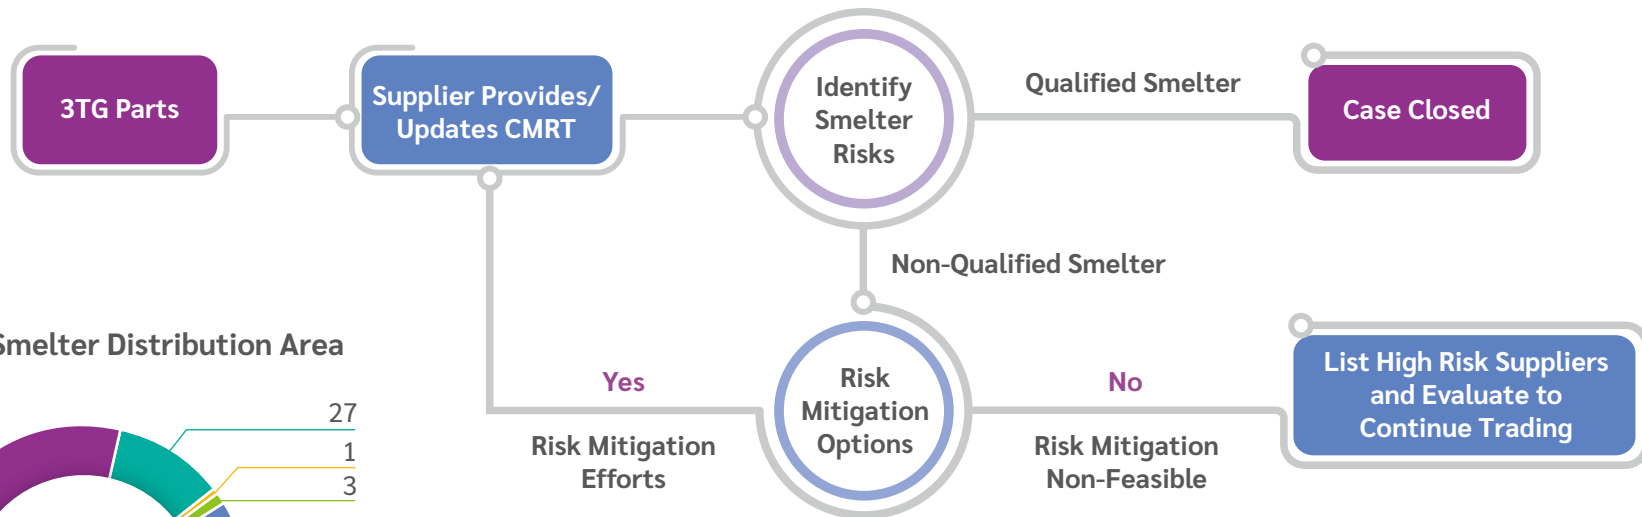 3TG Parts
Supplier Provides/
Updates CMRT
Identify
Smelter
Risks
Qualified Smelter
Case Closed
Non-Qualified Smelter
Smelter Distribution Area
27
1
3
Yes
Risk Mitigation
Efforts
Risk
Mitigation
Options
No
Risk Mitigation
Non-Feasible
List High Risk Suppliers
and Evaluate to
Continue Trading